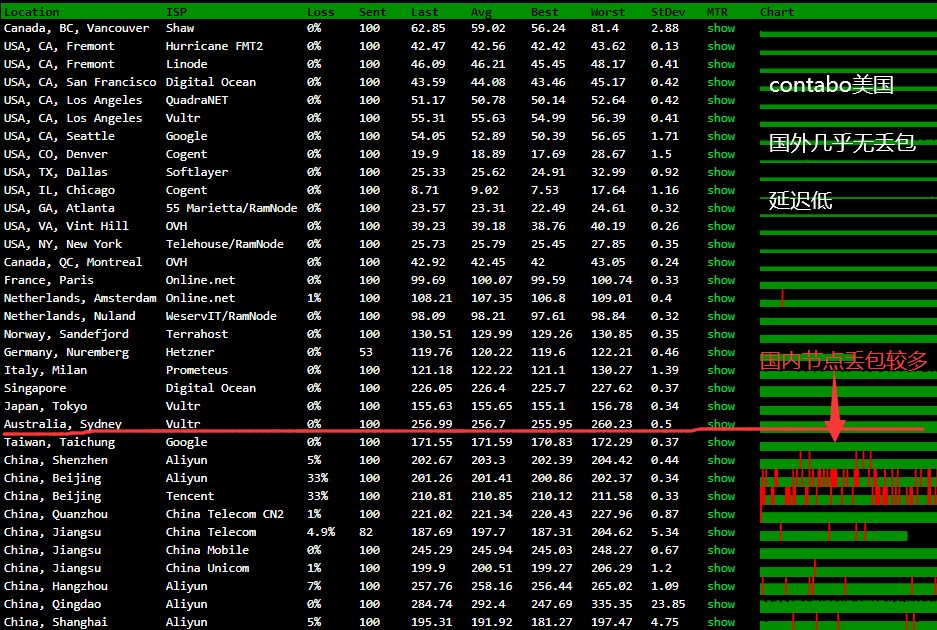 Location ISP Loss Sent Last Avg Best Worst StDev MTR Chart
Canada, BC, Vancouver Shaw 0% 100 62.85 59.02 56.24 81.4 2.88 show
USA, CA, Fremont Hurricane FMT2 0% 100 42.47 42.56 42.42 43.62 0.13 show
USA, CA, Fremont Linode 0% 100 46.09 46.21 45.45 48.17 0.41 show
USA, CA, San Francisco Digital Ocean 0% 100 43.59 44.08 43.46 45.17 0.42 show
contabo美国
USA, CA, Los Angeles QuadraNET 0% 100 51.17 50.78 50.14 52.64 0.42 show
USA, CA, Los Angeles Vultr 0% 100 55.31 55.63 54.99 56.39 0.41 show
USA, CA, Seattle Google 0% 100 54.05 52.89 50.39 56.65 1.71 show
国外几乎无丢包
USA, CO, Denver Cogent 0% 100 19.9 18.89 17.69 28.67 1.5 show
USA, TX, Dallas Softlayer 0% 100 25.33 25.62 24.91 32.99 0.92 show
USA, IL, Chicago Cogent 0% 100 8.71 9.02 7.53 17.64 1.16 show
延迟低
USA, GA, Atlanta 55 Marietta/RamNode 0% 100 23.57 23.31 22.49 24.61 0.32 show
USA, VA, Vint Hill OVH 0% 100 39.23 39.18 38.76 40.19 0.26 show
USA, NY, New York Telehouse/RamNode 0% 100 25.73 25.79 25.45 27.85 0.35 show
Canada, QC, Montreal OVH 0% 100 42.92 42.45 42 43.05 0.24 show
France, Paris Online.net 0% 100 99.69 100.07 99.59 100.74 0.33 show
Netherlands, Amsterdam Online.net 1% 100 108.21 107.35 106.8 109.01 0.4 show
Netherlands, Nuland WeservIT/RamNode 0% 100 98.09 98.21 97.61 98.84 0.32 show
Norway, Sandefjord Terrahost 0% 100 130.51 129.99 129.26 130.85 0.35 show
Germany, Nuremberg Hetzner 0% 53 119.76 120.22 119.6 122.21 0.46 show
国内节点丢包较多
Italy, Milan Prometeus 0% 100 121.18 122.22 121.1 130.27 1.39 show
Singapore Digital Ocean 0% 100 226.05 226.4 225.7 227.62 0.37 show
Japan, Tokyo Vultr 0% 100 155.63 155.65 155.1 156.78 0.34 show
Australia, Sydney Vultr 0% 100 256.99 256.7 255.95 260.23 0.5 show
Taiwan, Taichung Google 0% 100 171.55 171.59 170.83 172.29 0.37 show
China, Shenzhen Aliyun 5% 100 202.67 203.3 202.39 204.42 0.44 show
China, Beijing Aliyun 33% 100 201.26 201.41 200.86 202.37 0.34 show
China, Beijing Tencent 33% 100 210.81 210.85 210.12 211.58 0.33 show
China, Quanzhou China Telecom CN2 1% 100 221.02 221.34 220.43 227.96 0.87 show
China, Jiangsu China Telecom 4.9% 82 187.69 197.7 187.31 204.62 5.34 show
China, Jiangsu China Mobile 0% 100 245.29 245.94 245.03 248.27 0.67 show
China, Jiangsu China Unicom 1% 100 199.9 200.51 199.27 206.29 1.2 show
China, Hangzhou Aliyun 7% 100 257.76 258.16 256.44 265.02 1.09 show
China, Qingdao Aliyun 0% 100 284.74 292.4 247.69 335.35 23.85 show
China, Shanghai Aliyun 5% 100 195.31 191.92 181.27 197.47 4.75 show